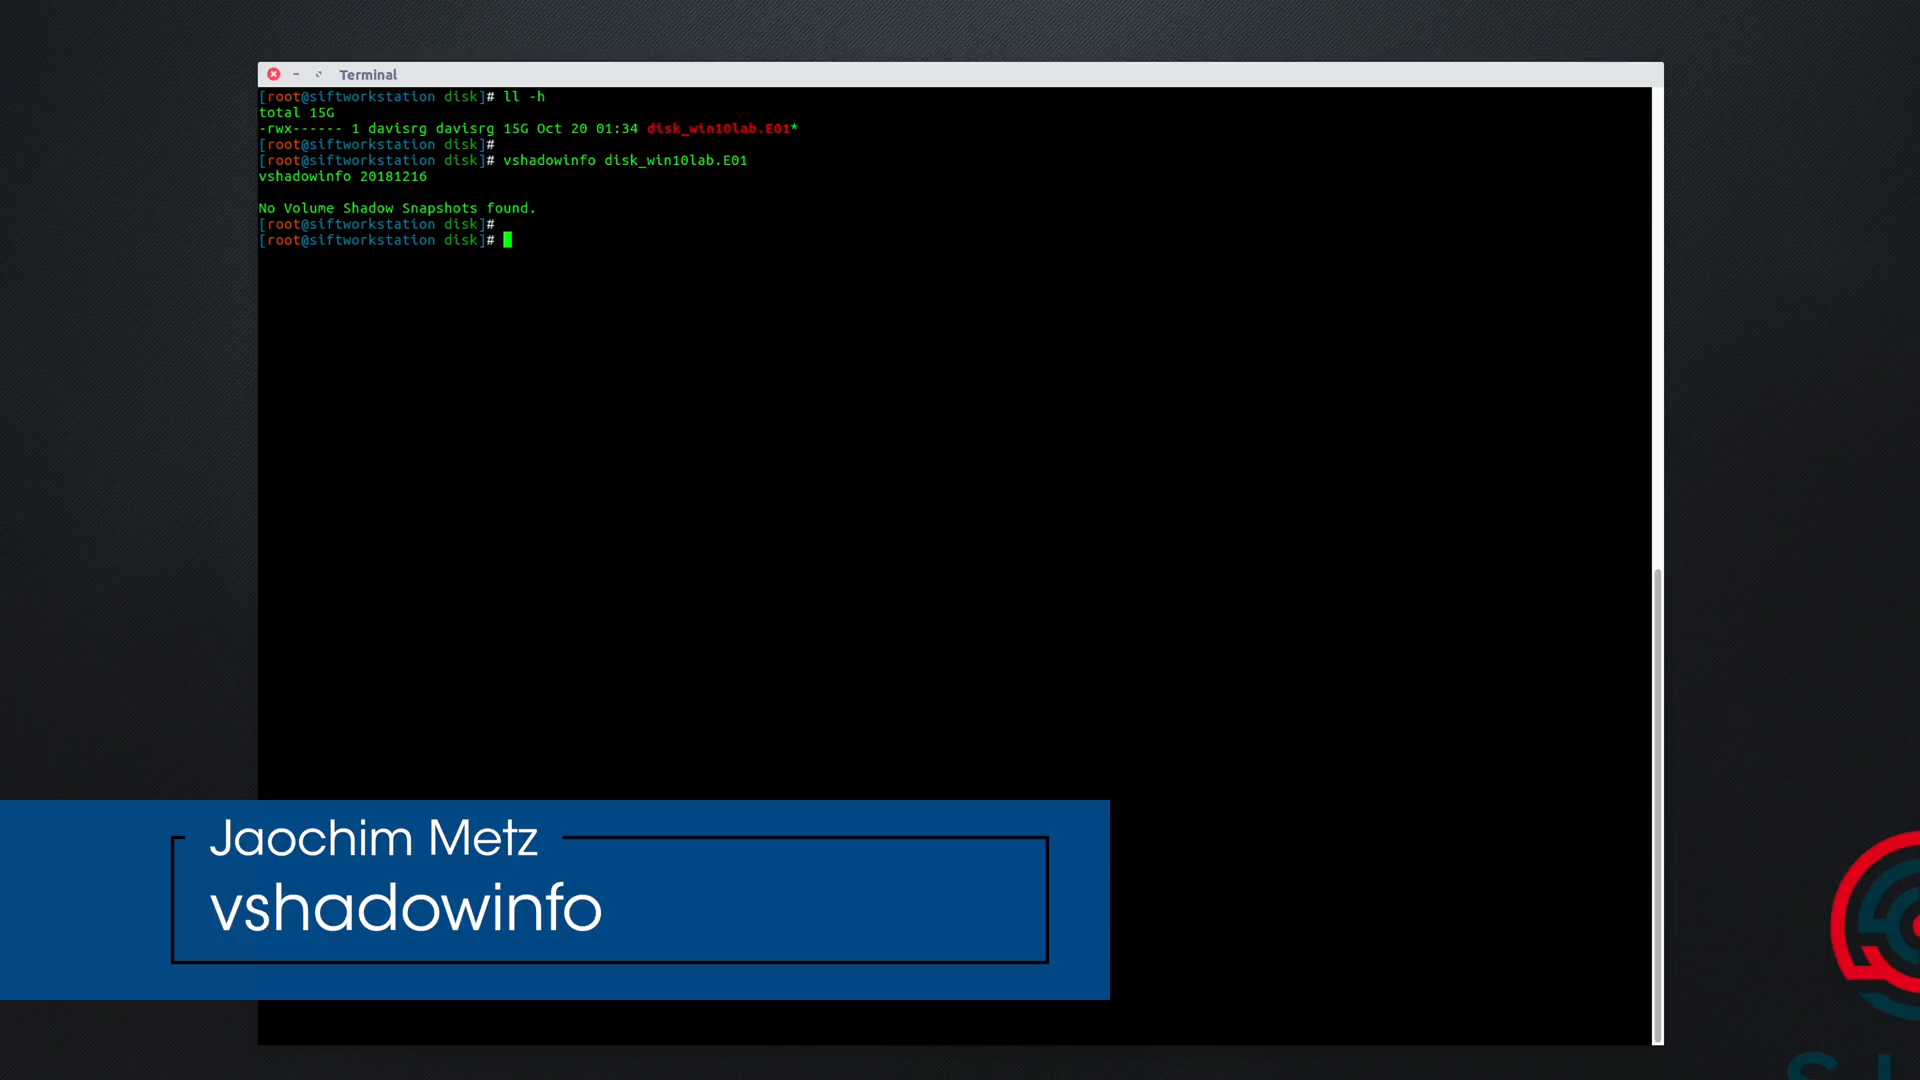 Terminal
[root@siftworkstation disk]# ll -h
total 15G
-rwx------ 1 davisrg davisrg 15G Oct 20 01:34 disk_win10lab.E01*
[root@siftworkstation disk]#
[root@siftworkstation disk]# vshadowinfo disk_win10lab.E01
vshadowinfo 20181216
No Volume Shadow Snapshots found.
[root@siftworkstation disk]#
[root@siftworkstation disk]#
Jaochim Metz
vshadowinfo